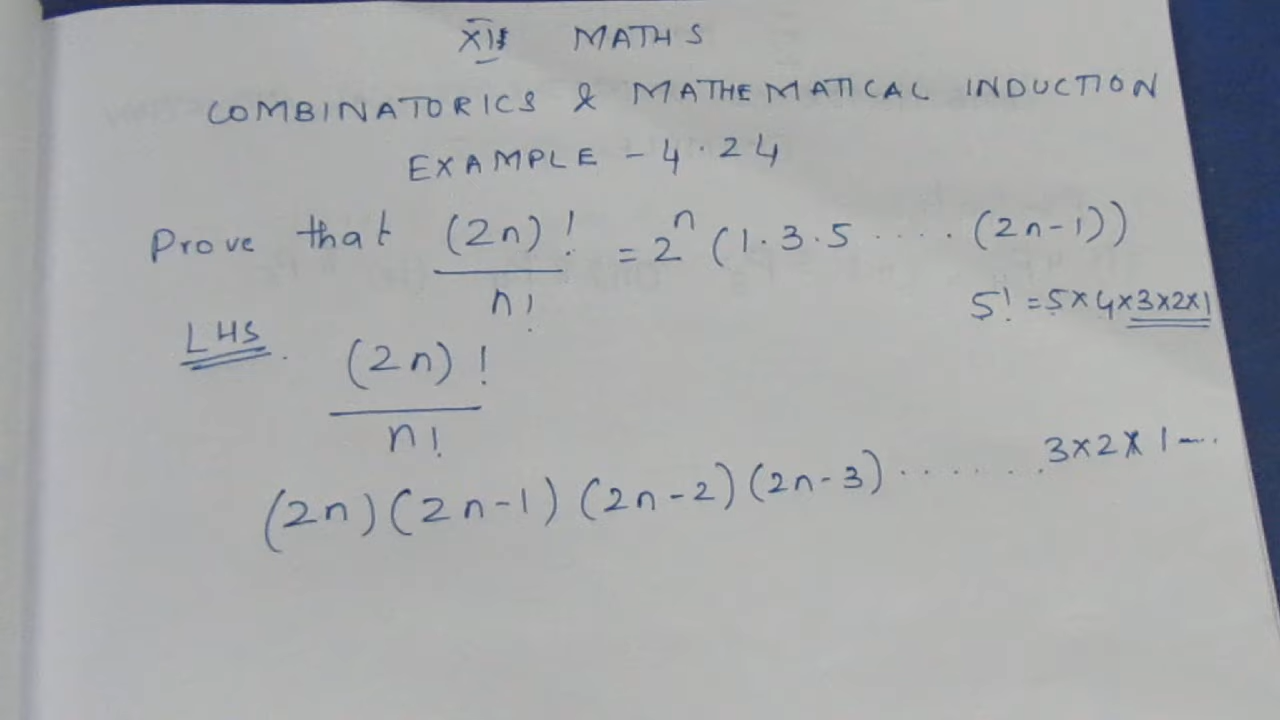 XI MATHS
COMBINATORICS & MATHEMATICAL INDUCTION
EXAMPLE - 4.24
Prove that (2n)! / n! = 2^n (1.3.5 .... (2n-1))
5! = 5×4×3×2×1
LHS.
(2n)!
n!
(2n)(2n-1)(2n-2)(2n-3) ....... 3×2×1